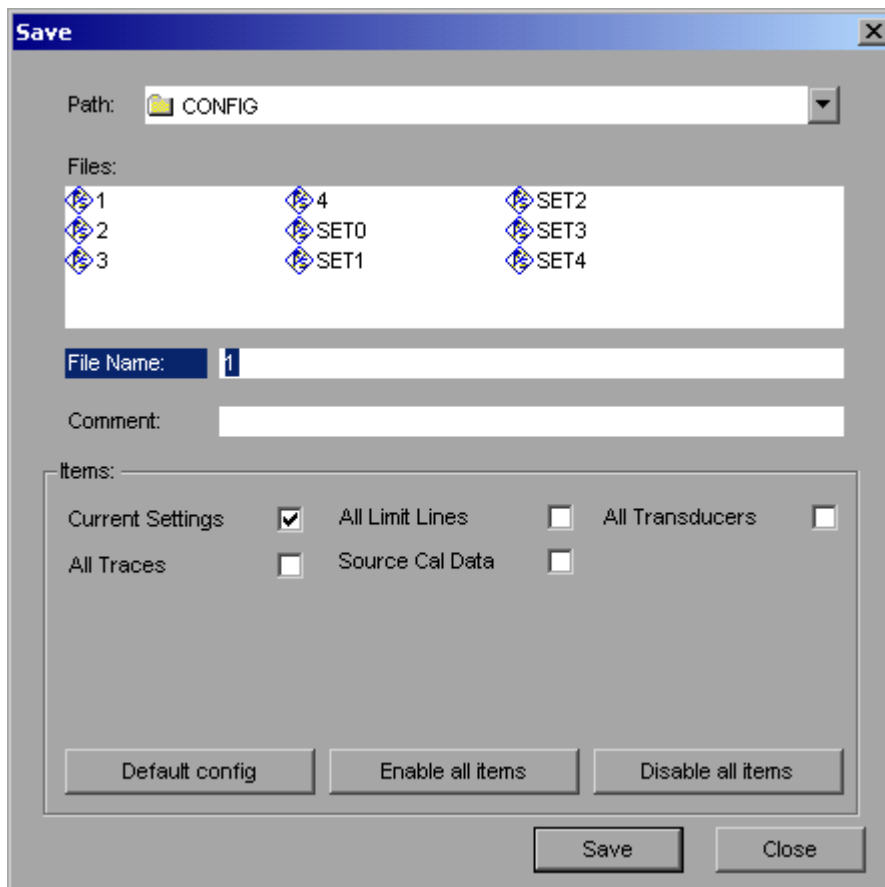 Save
Path: CONFIG
Files:
1 4 SET2
2 SET0 SET3
3 SET1 SET4
File Name: 1
Comment:
Items:
Current Settings All Limit Lines All Transducers
All Traces Source Cal Data
Default config Enable all items Disable all items
Save Close